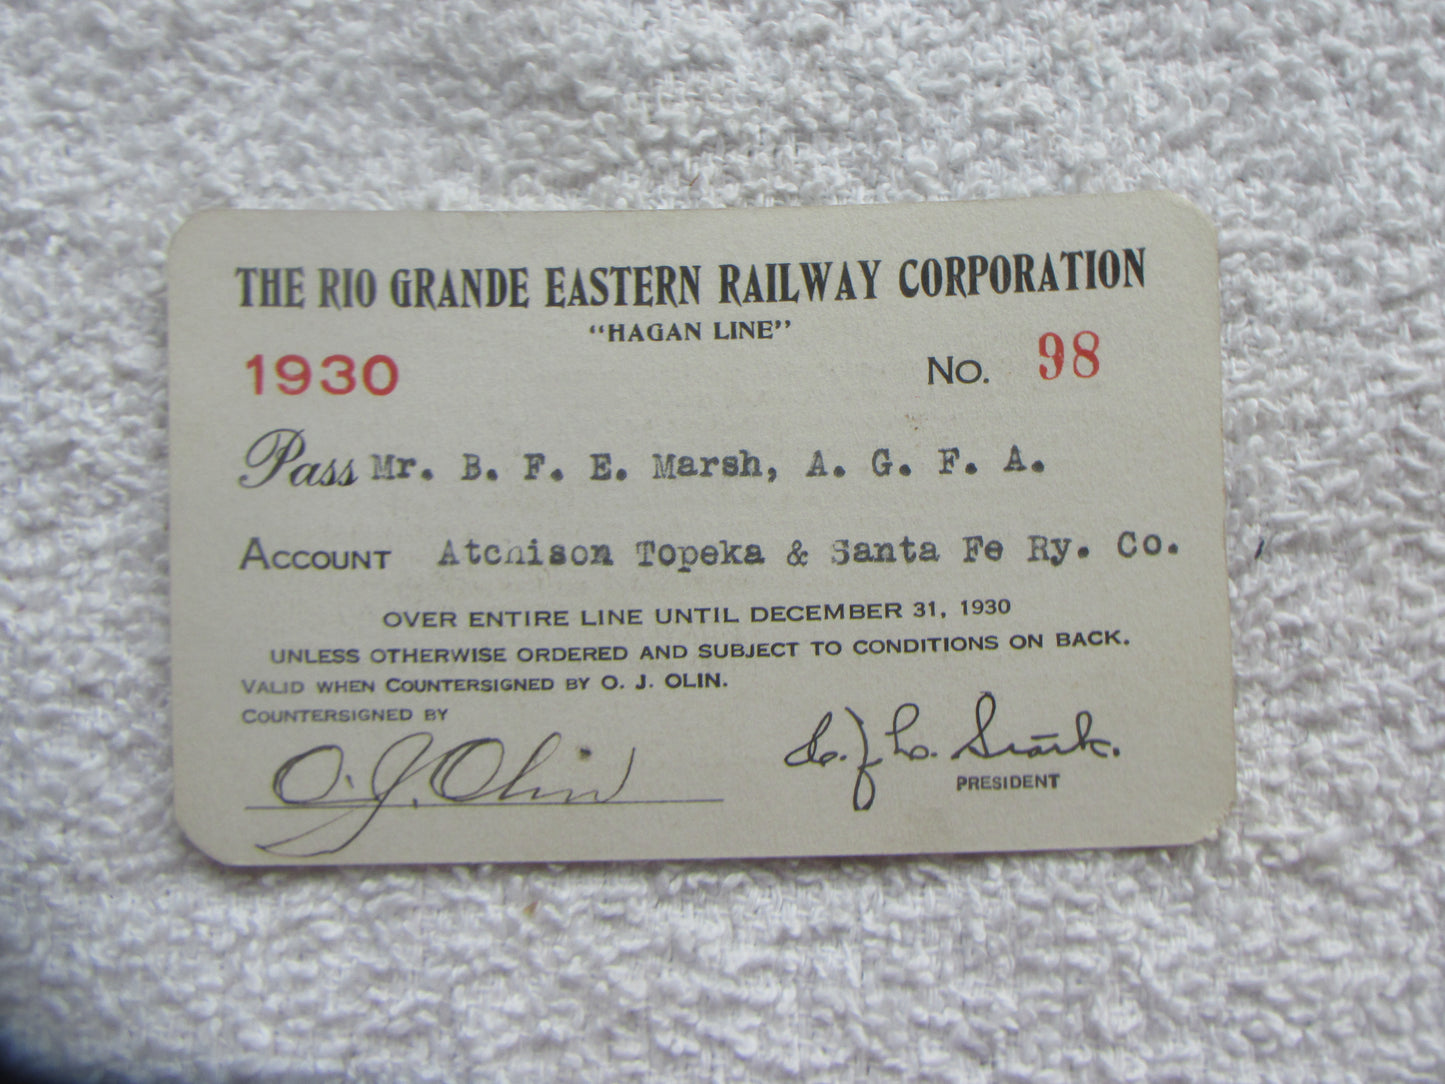 THE RIO GRANDE EASTERN RAILWAY CORPORATION
"HAGAN LINE"
1930 No. 98
Pass Mr. B. F. E. Marsh, A. G. F. A.
ACCOUNT Atchison Topeka & Santa Fe Ry. Co.
OVER ENTIRE LINE UNTIL DECEMBER 31, 1930
UNLESS OTHERWISE ORDERED AND SUBJECT TO CONDITIONS ON BACK.
VALID WHEN COUNTERSIGNED BY O. J. OLIN.
COUNTERSIGNED BY
O. J. Olin
PRESIDENT